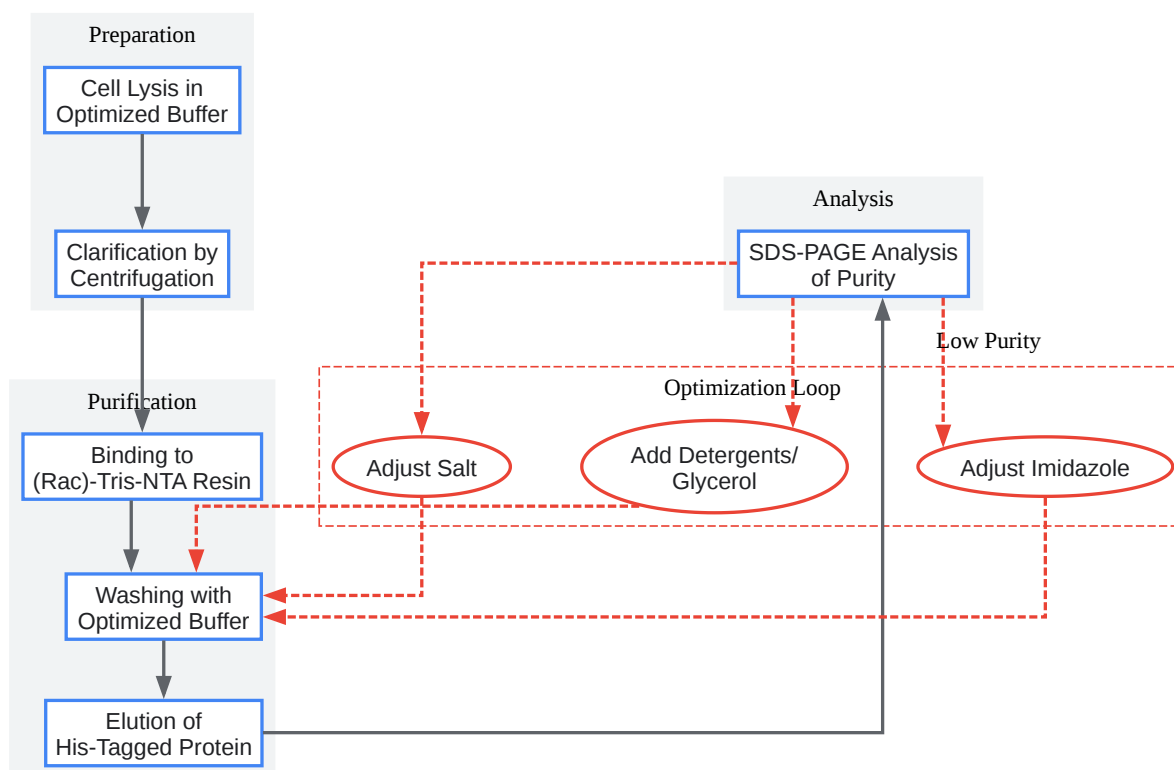 Preparation
Cell Lysis in
Optimized Buffer
Clarification by
Centrifugation
Analysis
SDS-PAGE Analysis
of Purity
Low Purity
Optimization Loop
Adjust Salt
Add Detergents/
Glycerol
Adjust Imidazole
Purification
Binding to
(Rac)-Tris-NTA Resin
Washing with
Optimized Buffer
Elution of
His-Tagged Protein